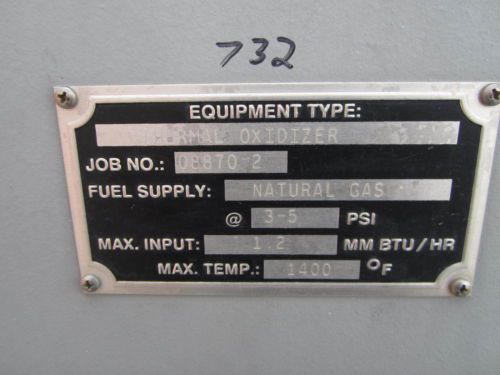 732
EQUIPMENT TYPE:
THERMAL OXIDIZER
JOB NO.: 08870-2
FUEL SUPPLY: NATURAL GAS
@ 3-5 PSI
MAX. INPUT: 1.2 MM BTU/HR
MAX. TEMP.: 1400 °F